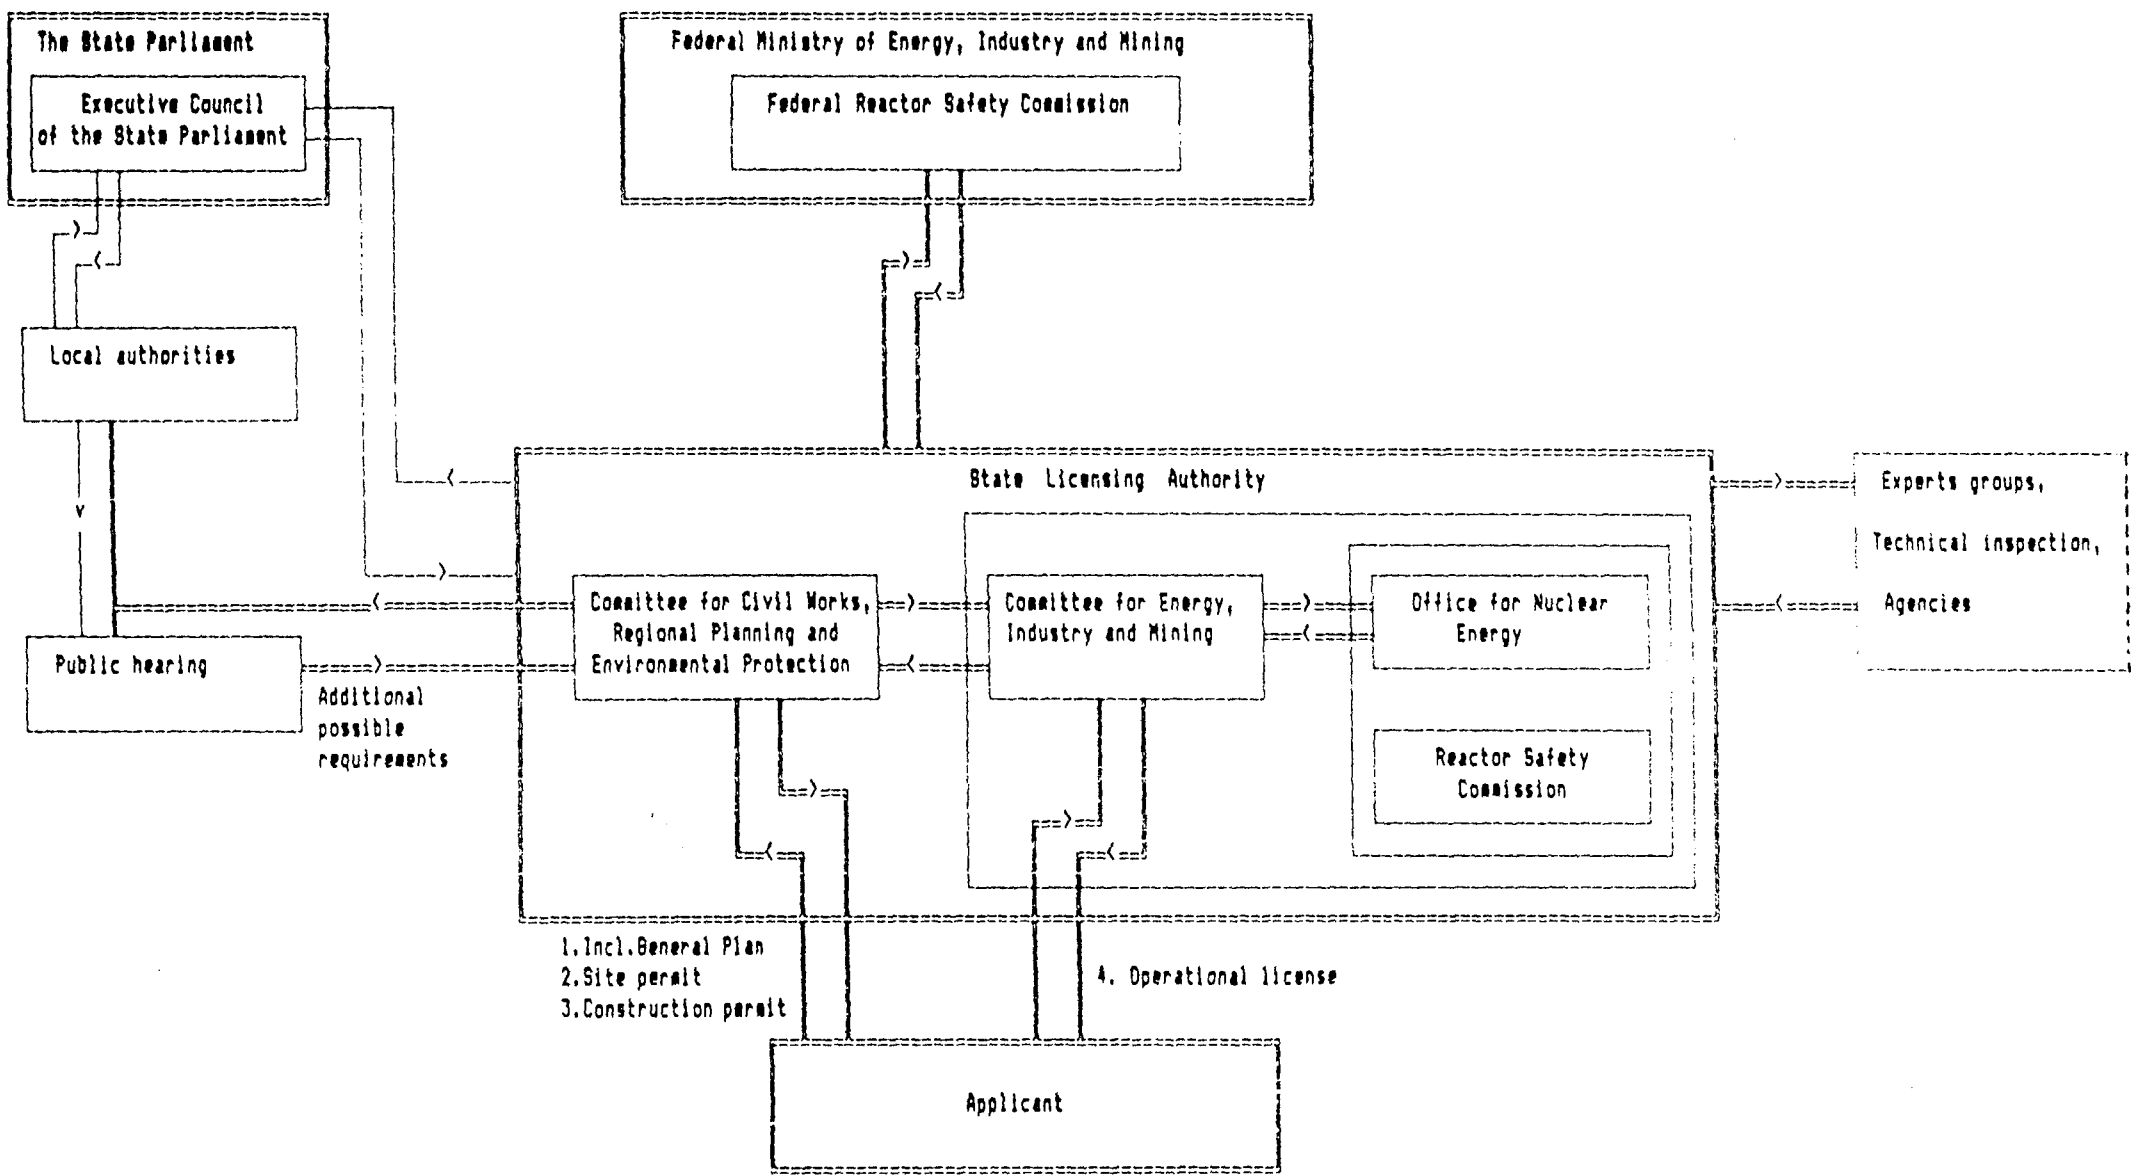 The State Parliament
Executive Council
of the State Parliament
Federal Ministry of Energy, Industry and Mining
Federal Reactor Safety Commission
Local authorities
State Licensing Authority
Experts groups,
Technical inspection,
Agencies
Committee for Civil Works,
Regional Planning and
Environmental Protection
Committee for Energy,
Industry and Mining
Office for Nuclear
Energy
Reactor Safety
Commission
Public hearing
Additional
possible
requirements
1.Incl.General Plan
2.Site permit
3.Construction permit
4. Operational license
Applicant